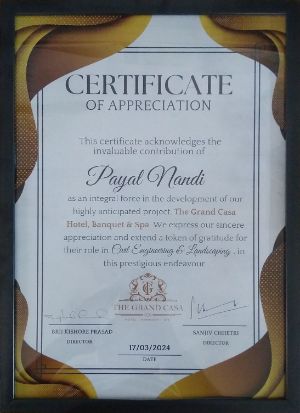 CERTIFICATE
OF APPRECIATION
This certificate acknowledges the
invaluable contribution of
Payal Nandi
as an integral force in the development of our
highly anticipated project, The Grand Casa
Hotel, Banquet & Spa. We express our sincere
appreciation and extend a token of gratitude for
their role in Civil Engineering & Landscaping , in
this prestigious endeavour
THE GRAND CASA
BRIJ KISHORE PRASAD
DIRECTOR
SANJIV CHHETRI
DIRECTOR
17/03/2024
DATE